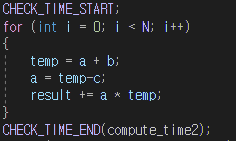 CHECK_TIME_START;
for (int i = 0; i < N; i++)
{
    temp = a + b;
    a = temp-c;
    result += a * temp;
}
CHECK_TIME_END(compute_time2);